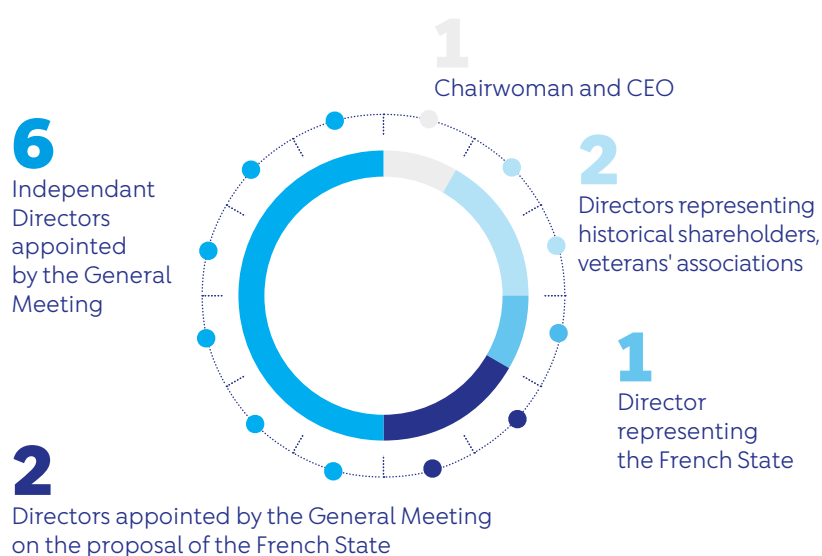 1
Chairwoman and CEO
2
Directors representing
historical shareholders,
veterans' associations
1
Director
representing
the French State
2
Directors appointed by the General Meeting
on the proposal of the French State
6
Independant
Directors
appointed
by the General
Meeting